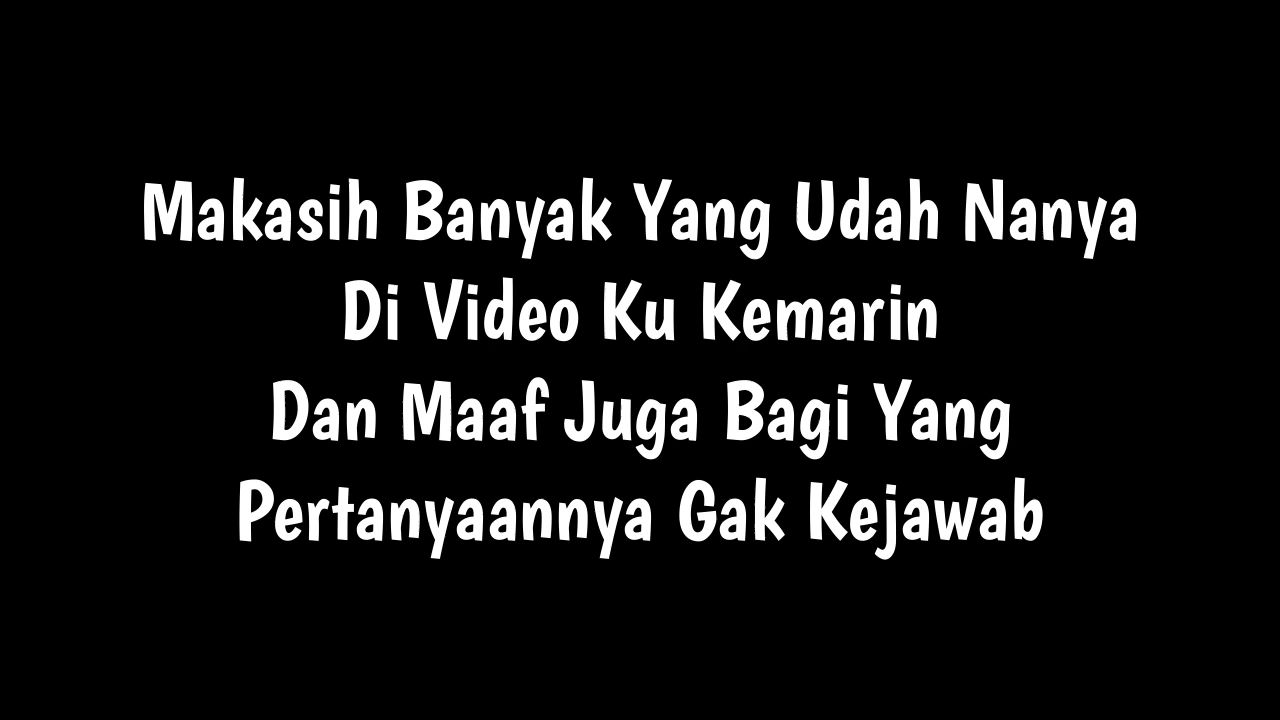 Makasih Banyak Yang Udah Nanya
Di Video Ku Kemarin
Dan Maaf Juga Bagi Yang
Pertanyaannya Gak Kejawab